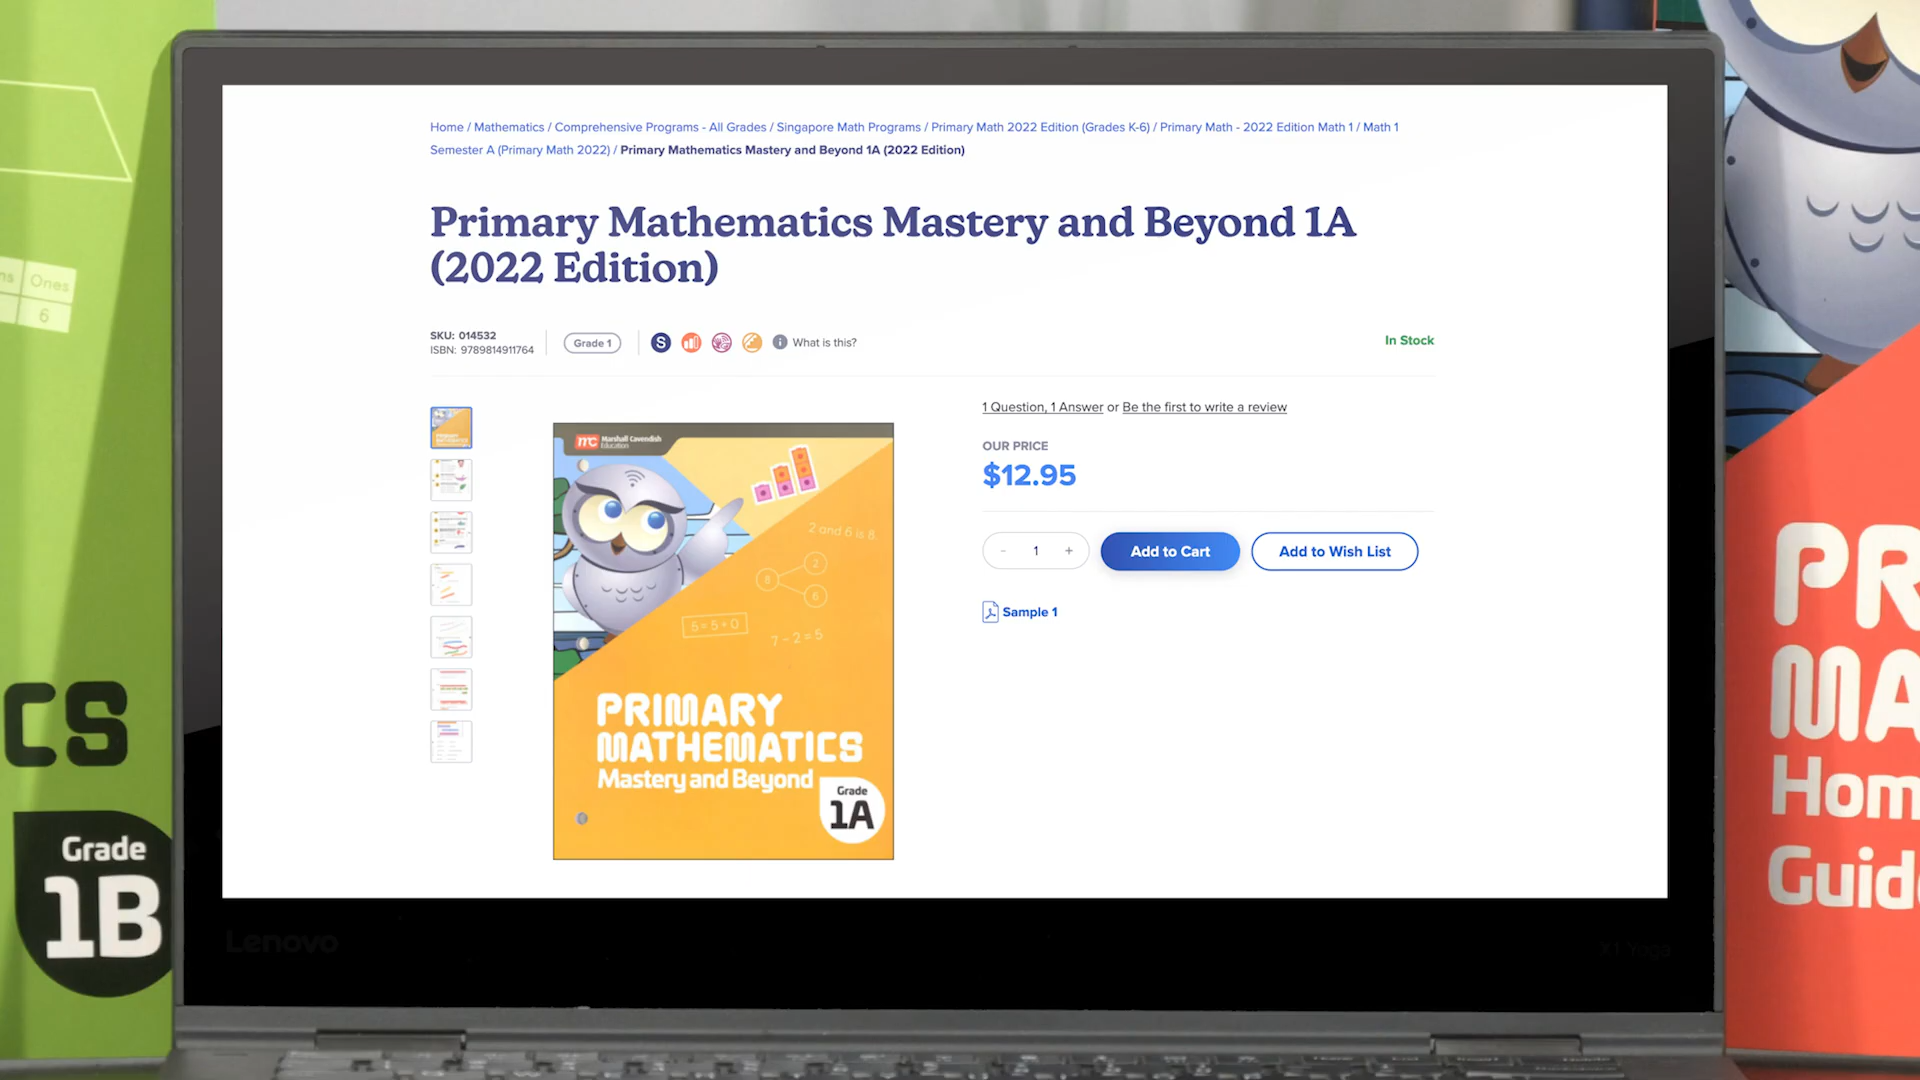 Home / Mathematics / Comprehensive Programs - All Grades / Singapore Math Programs / Primary Math 2022 Edition (Grades K-6) / Primary Math - 2022 Edition Math 1 / Math 1
Semester A (Primary Math 2022) / Primary Mathematics Mastery and Beyond 1A (2022 Edition)
Primary Mathematics Mastery and Beyond 1A
(2022 Edition)
SKU: 014532
ISBN: 9789814911764
Grade 1
S
What is this?
In Stock
1 Question, 1 Answer or Be the first to write a review
OUR PRICE
$12.95
- 1 +
Add to Cart
Add to Wish List
Sample 1
mc Marshall Cavendish
Education
2 and 6 is 8.
8
2
6
5=5+0
7-2=5
PRIMARY
MATHEMATICS
Mastery and Beyond
Grade
1A
Ones
6
CS
Grade
1B
PR
MA
Hom
Guid
Lenovo
X1 Yoga